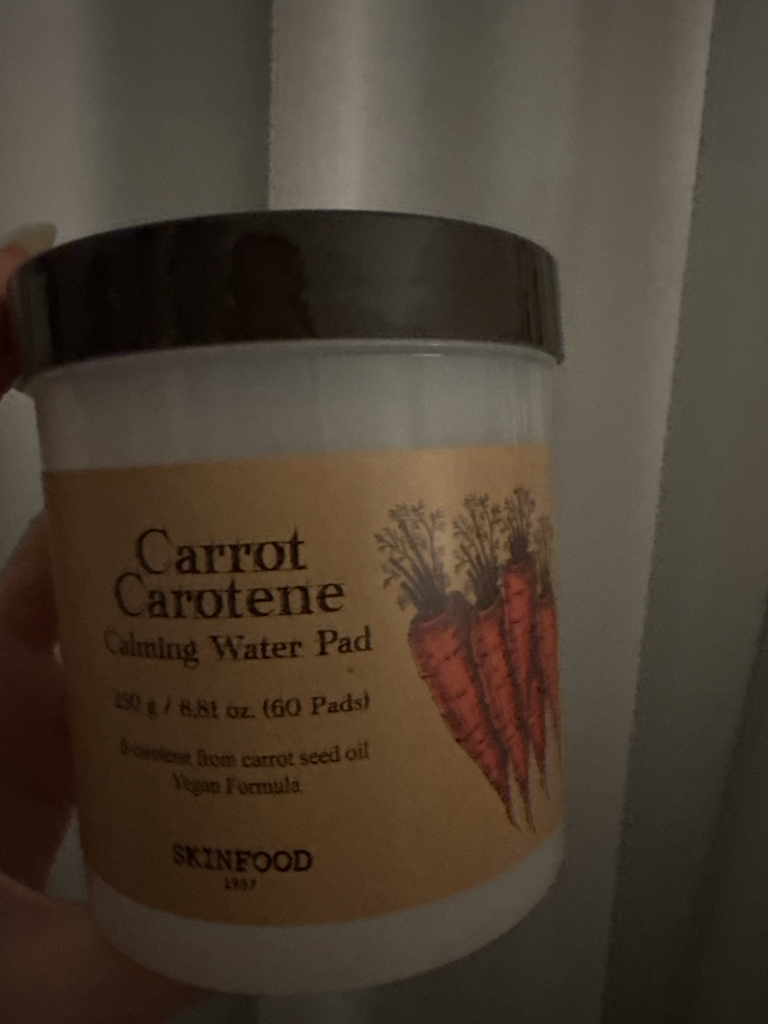 Carrot
Carotene
Calming Water Pad
250 g / 8.81 oz. (60 Pads)
β-carotene from carrot seed oil
Vegan Formula
SKINFOOD
1957